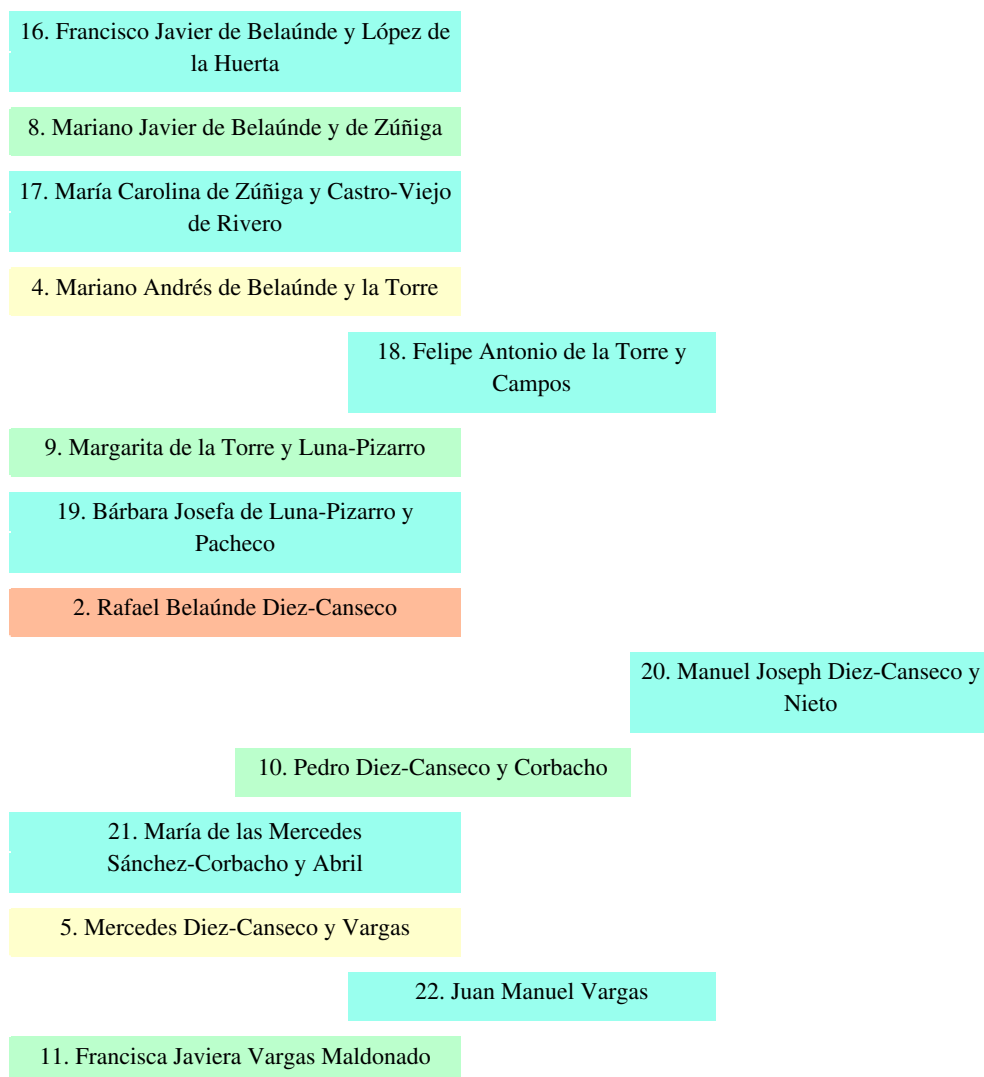 16. Francisco Javier de Belaúnde y López de
la Huerta
8. Mariano Javier de Belaúnde y de Zúñiga
17. María Carolina de Zúñiga y Castro-Viejo
de Rivero
4. Mariano Andrés de Belaúnde y la Torre
18. Felipe Antonio de la Torre y
Campos
9. Margarita de la Torre y Luna-Pizarro
19. Bárbara Josefa de Luna-Pizarro y
Pacheco
2. Rafael Belaúnde Diez-Canseco
20. Manuel Joseph Diez-Canseco y
Nieto
10. Pedro Diez-Canseco y Corbacho
21. María de las Mercedes
Sánchez-Corbacho y Abril
5. Mercedes Diez-Canseco y Vargas
22. Juan Manuel Vargas
11. Francisca Javiera Vargas Maldonado